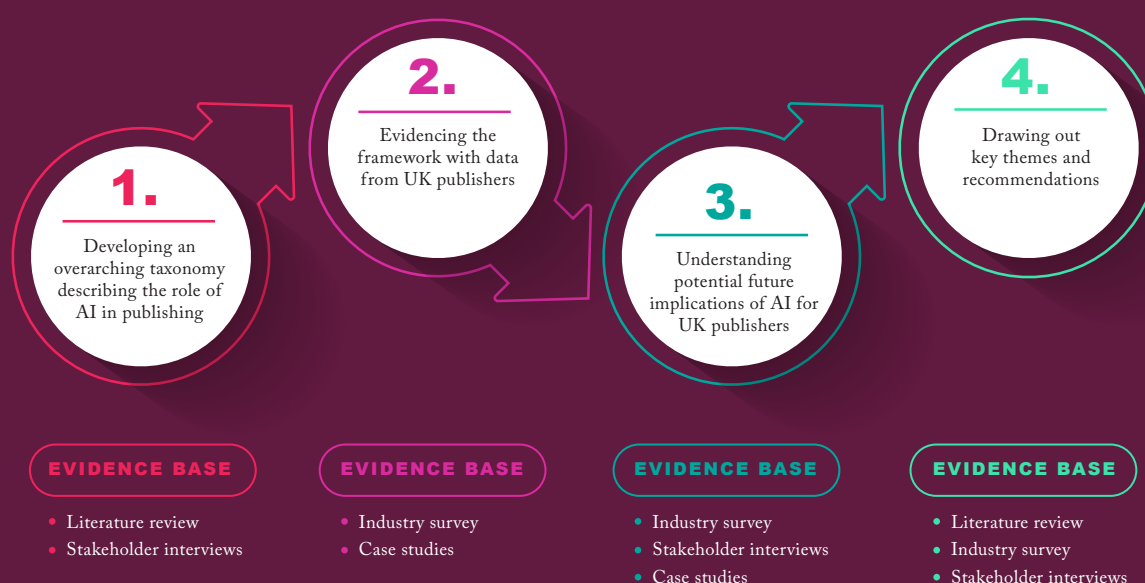 1.
Developing an
overarching taxonomy
describing the role of
AI in publishing
2.
Evidencing the
framework with data
from UK publishers
3.
Understanding
potential future
implications of AI for
UK publishers
4.
Drawing out
key themes and
recommendations
EVIDENCE BASE
• Literature review
• Stakeholder interviews
EVIDENCE BASE
• Industry survey
• Case studies
EVIDENCE BASE
• Industry survey
• Stakeholder interviews
• Case studies
EVIDENCE BASE
• Literature review
• Industry survey
• Stakeholder interviews